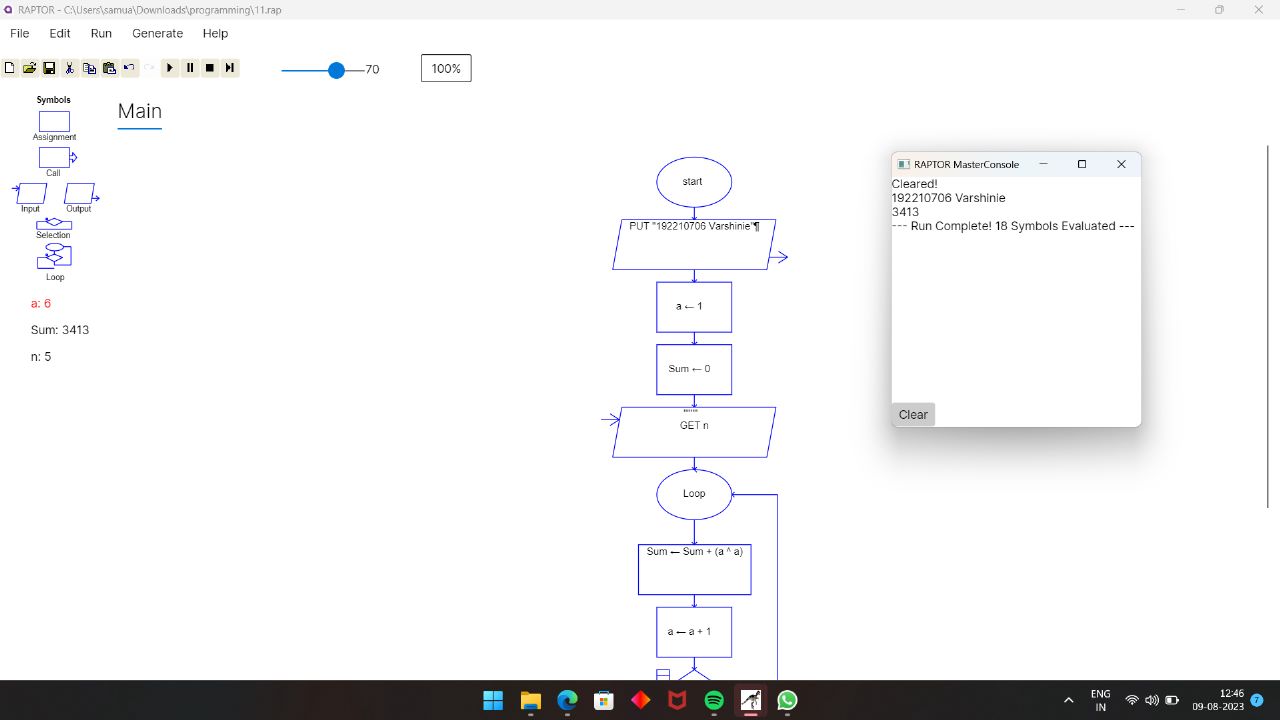 RAPTOR - C:\Users\samua\Downloads\programming\11.rap
File Edit Run Generate Help
70 100%
Symbols
Assignment
Call
Input Output
Selection
Loop
a: 6
Sum: 3413
n: 5
Main
start
PUT "192210706 Varshinie"¶
a ← 1
Sum ← 0
GET n
Loop
Sum ← Sum + (a ^ a)
a ← a + 1
RAPTOR MasterConsole
Cleared!
192210706 Varshinie
3413
--- Run Complete! 18 Symbols Evaluated ---
Clear
ENG
IN
12:46
09-08-2023
7